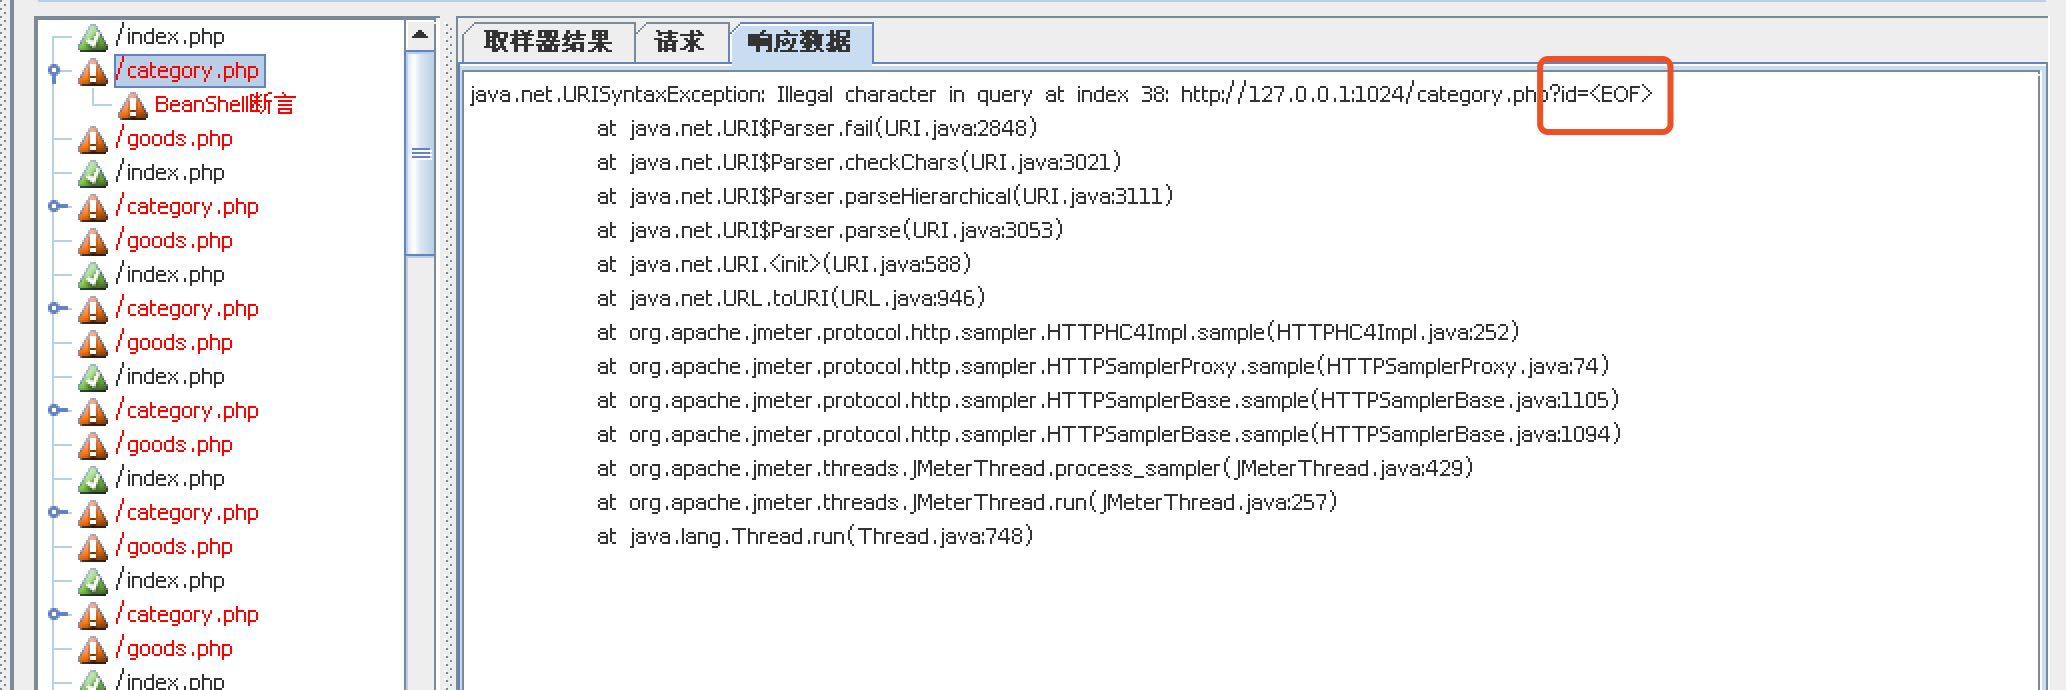 /index.php
/category.php
BeanShell断言
/goods.php
/index.php
/category.php
/goods.php
/index.php
/category.php
/goods.php
/index.php
/category.php
/goods.php
/index.php
/category.php
/goods.php
/index.php
/category.php
/goods.php
/index.php
取样器结果 请求 响应数据
java.net.URISyntaxException: Illegal character in query at index 38: http://127.0.0.1:1024/category.php?id=<EOF>
at java.net.URI$Parser.fail(URI.java:2848)
at java.net.URI$Parser.checkChars(URI.java:3021)
at java.net.URI$Parser.parseHierarchical(URI.java:3111)
at java.net.URI$Parser.parse(URI.java:3053)
at java.net.URI.<init>(URI.java:588)
at java.net.URL.toURI(URL.java:946)
at org.apache.jmeter.protocol.http.sampler.HTTPHC4Impl.sample(HTTPHC4Impl.java:252)
at org.apache.jmeter.protocol.http.sampler.HTTPSamplerProxy.sample(HTTPSamplerProxy.java:74)
at org.apache.jmeter.protocol.http.sampler.HTTPSamplerBase.sample(HTTPSamplerBase.java:1105)
at org.apache.jmeter.protocol.http.sampler.HTTPSamplerBase.sample(HTTPSamplerBase.java:1094)
at org.apache.jmeter.threads.JMeterThread.process_sampler(JMeterThread.java:429)
at org.apache.jmeter.threads.JMeterThread.run(JMeterThread.java:257)
at java.lang.Thread.run(Thread.java:748)